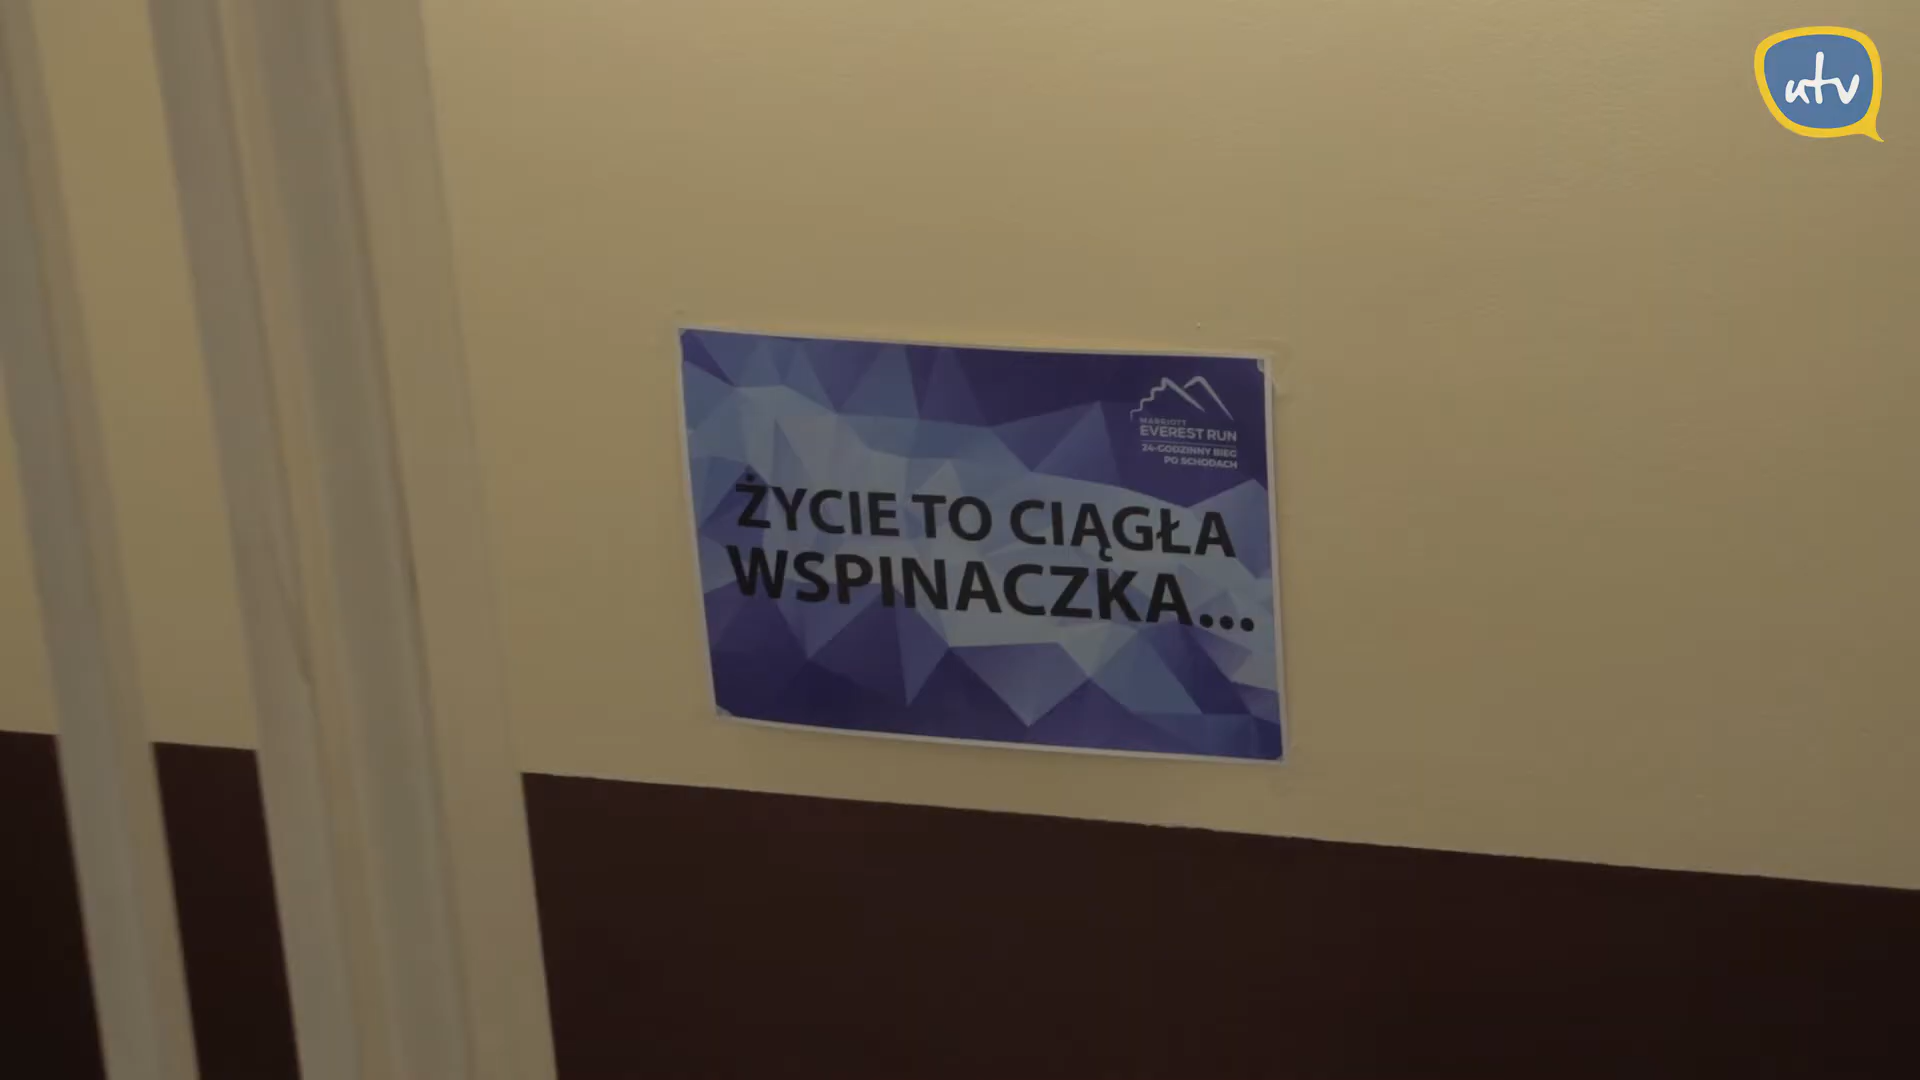 utv
MARRIOTT
EVEREST RUN
24-GODZINNY BIEG
PO SCHODACH
ŻYCIE TO CIĄGŁA
WSPINACZKA...